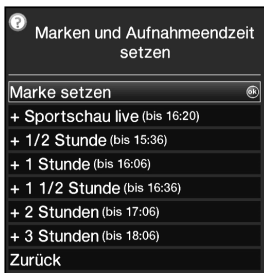 ?
Marken und Aufnahmeendzeit
setzen
Marke setzen ok
+ Sportschau live (bis 16:20)
+ 1/2 Stunde (bis 15:36)
+ 1 Stunde (bis 16:06)
+ 1 1/2 Stunde (bis 16:36)
+ 2 Stunden (bis 17:06)
+ 3 Stunden (bis 18:06)
Zurück